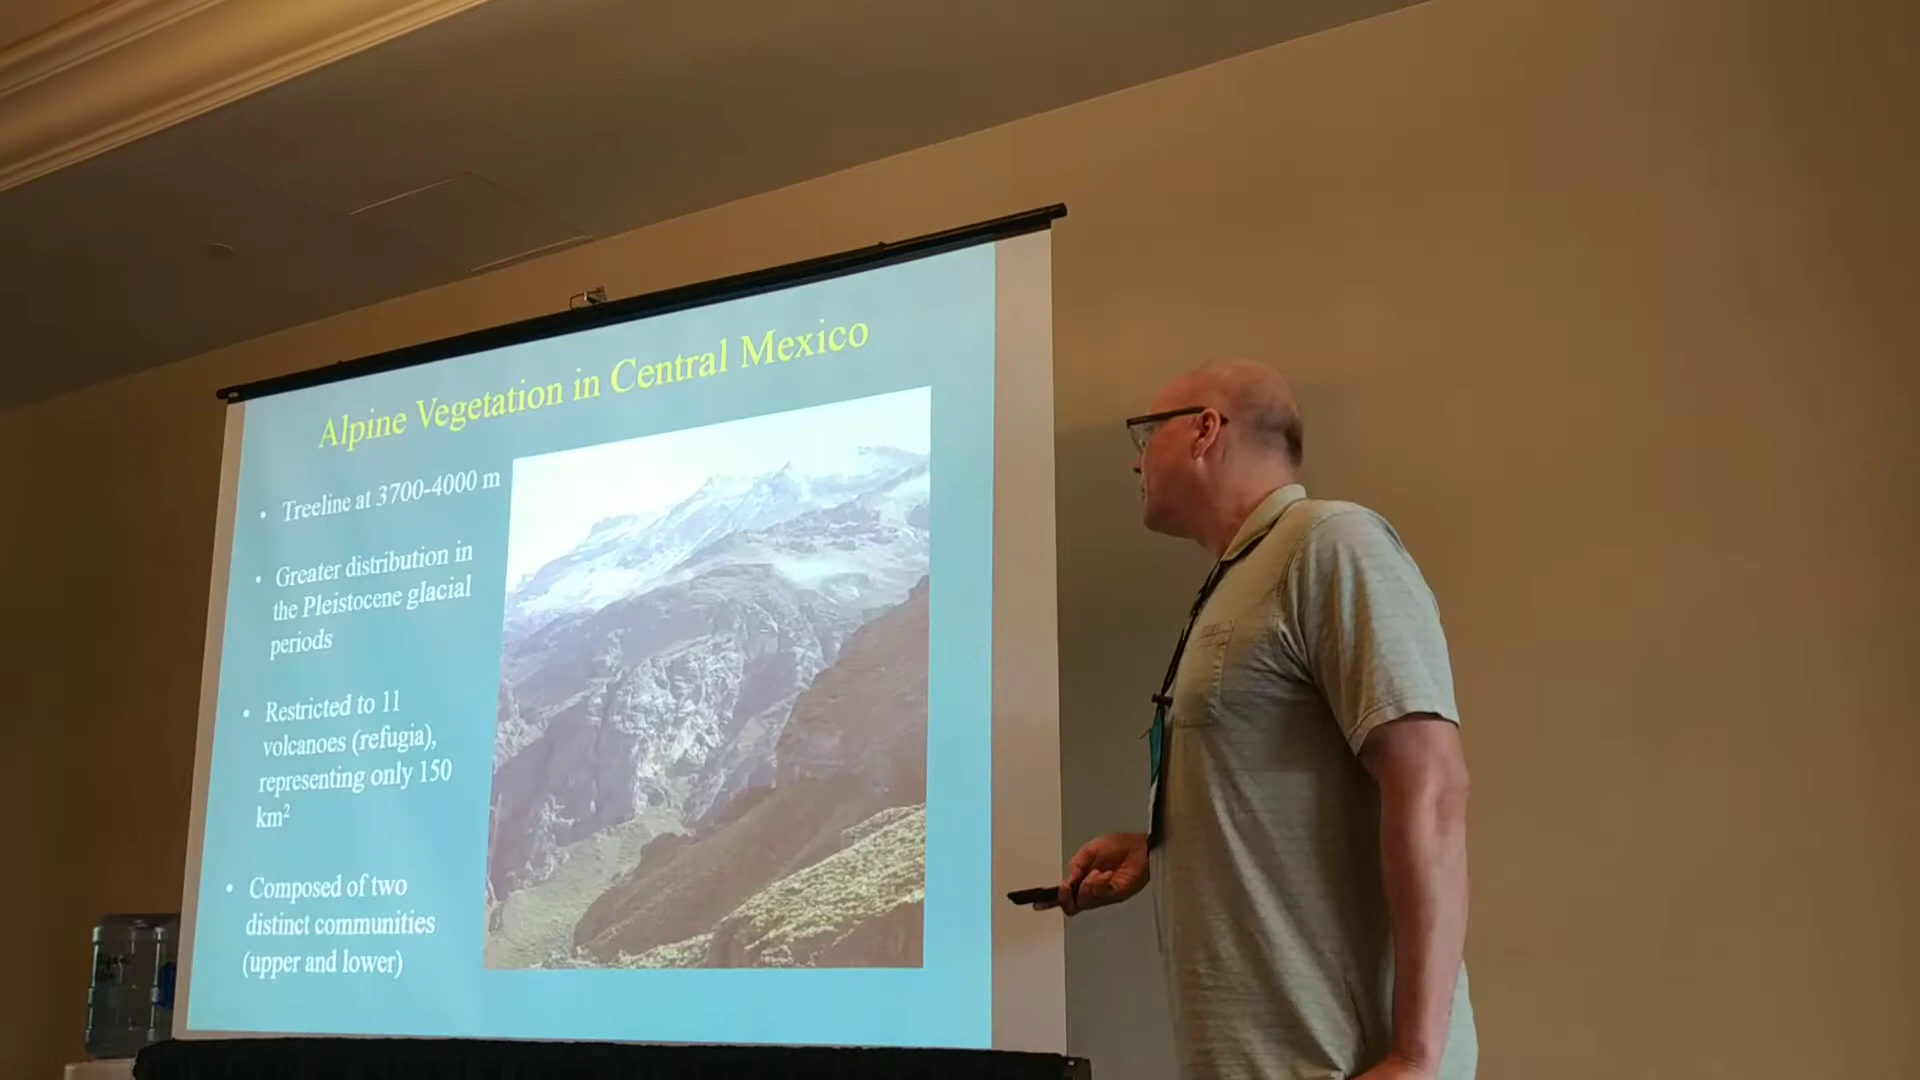 Alpine Vegetation in Central Mexico
• Treeline at 3700-4000 m
• Greater distribution in
the Pleistocene glacial
periods
• Restricted to 11
volcanoes (refugia),
representing only 150
km²
• Composed of two
distinct communities
(upper and lower)